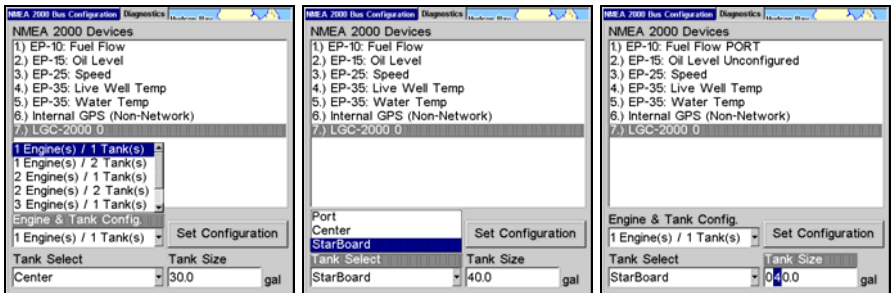 NMEA 2000 Bus Configuration Diagnostics Hudson Bay
NMEA 2000 Devices
1.) EP-10: Fuel Flow
2.) EP-15: Oil Level
3.) EP-25: Speed
4.) EP-35: Live Well Temp
5.) EP-35: Water Temp
6.) Internal GPS (Non-Network)
7.) LGC-2000 0
1 Engine(s) / 1 Tank(s)
1 Engine(s) / 2 Tank(s)
2 Engine(s) / 1 Tank(s)
2 Engine(s) / 2 Tank(s)
3 Engine(s) / 1 Tank(s)
Engine & Tank Config.
1 Engine(s) / 1 Tank(s) Set Configuration
Tank Select Tank Size
Center 30.0 gal
NMEA 2000 Bus Configuration Diagnostics Hudson Bay
NMEA 2000 Devices
1.) EP-10: Fuel Flow
2.) EP-15: Oil Level
3.) EP-25: Speed
4.) EP-35: Live Well Temp
5.) EP-35: Water Temp
6.) Internal GPS (Non-Network)
7.) LGC-2000 0
Port
Center
StarBoard
Set Configuration
Tank Select Tank Size
StarBoard 40.0 gal
NMEA 2000 Bus Configuration Diagnostics Hudson Bay
NMEA 2000 Devices
1.) EP-10: Fuel Flow PORT
2.) EP-15: Oil Level Unconfigured
3.) EP-25: Speed
4.) EP-35: Live Well Temp
5.) EP-35: Water Temp
6.) Internal GPS (Non-Network)
7.) LGC-2000 0
Engine & Tank Config.
1 Engine(s) / 1 Tank(s) Set Configuration
Tank Select Tank Size
StarBoard 040.0 gal